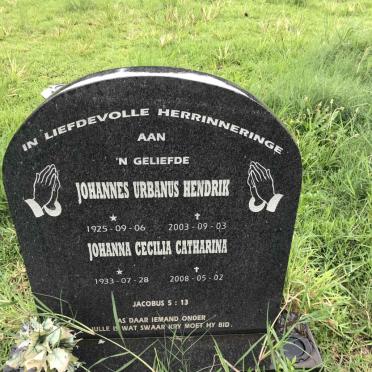 IN LIEFDEVOLLE HERRINNERINGE
AAN
'N GELIEFDE
JOHANNES URBANUS HENDRIK
1925 - 09 - 06 2003 - 09 - 03
JOHANNA CECILIA CATHARINA
1933 - 07 - 28 2008 - 05 - 02
JACOBUS 5 : 13
AS DAAR IEMAND ONDER
JULLE IS WAT SWAAR KRY MOET HY BID.